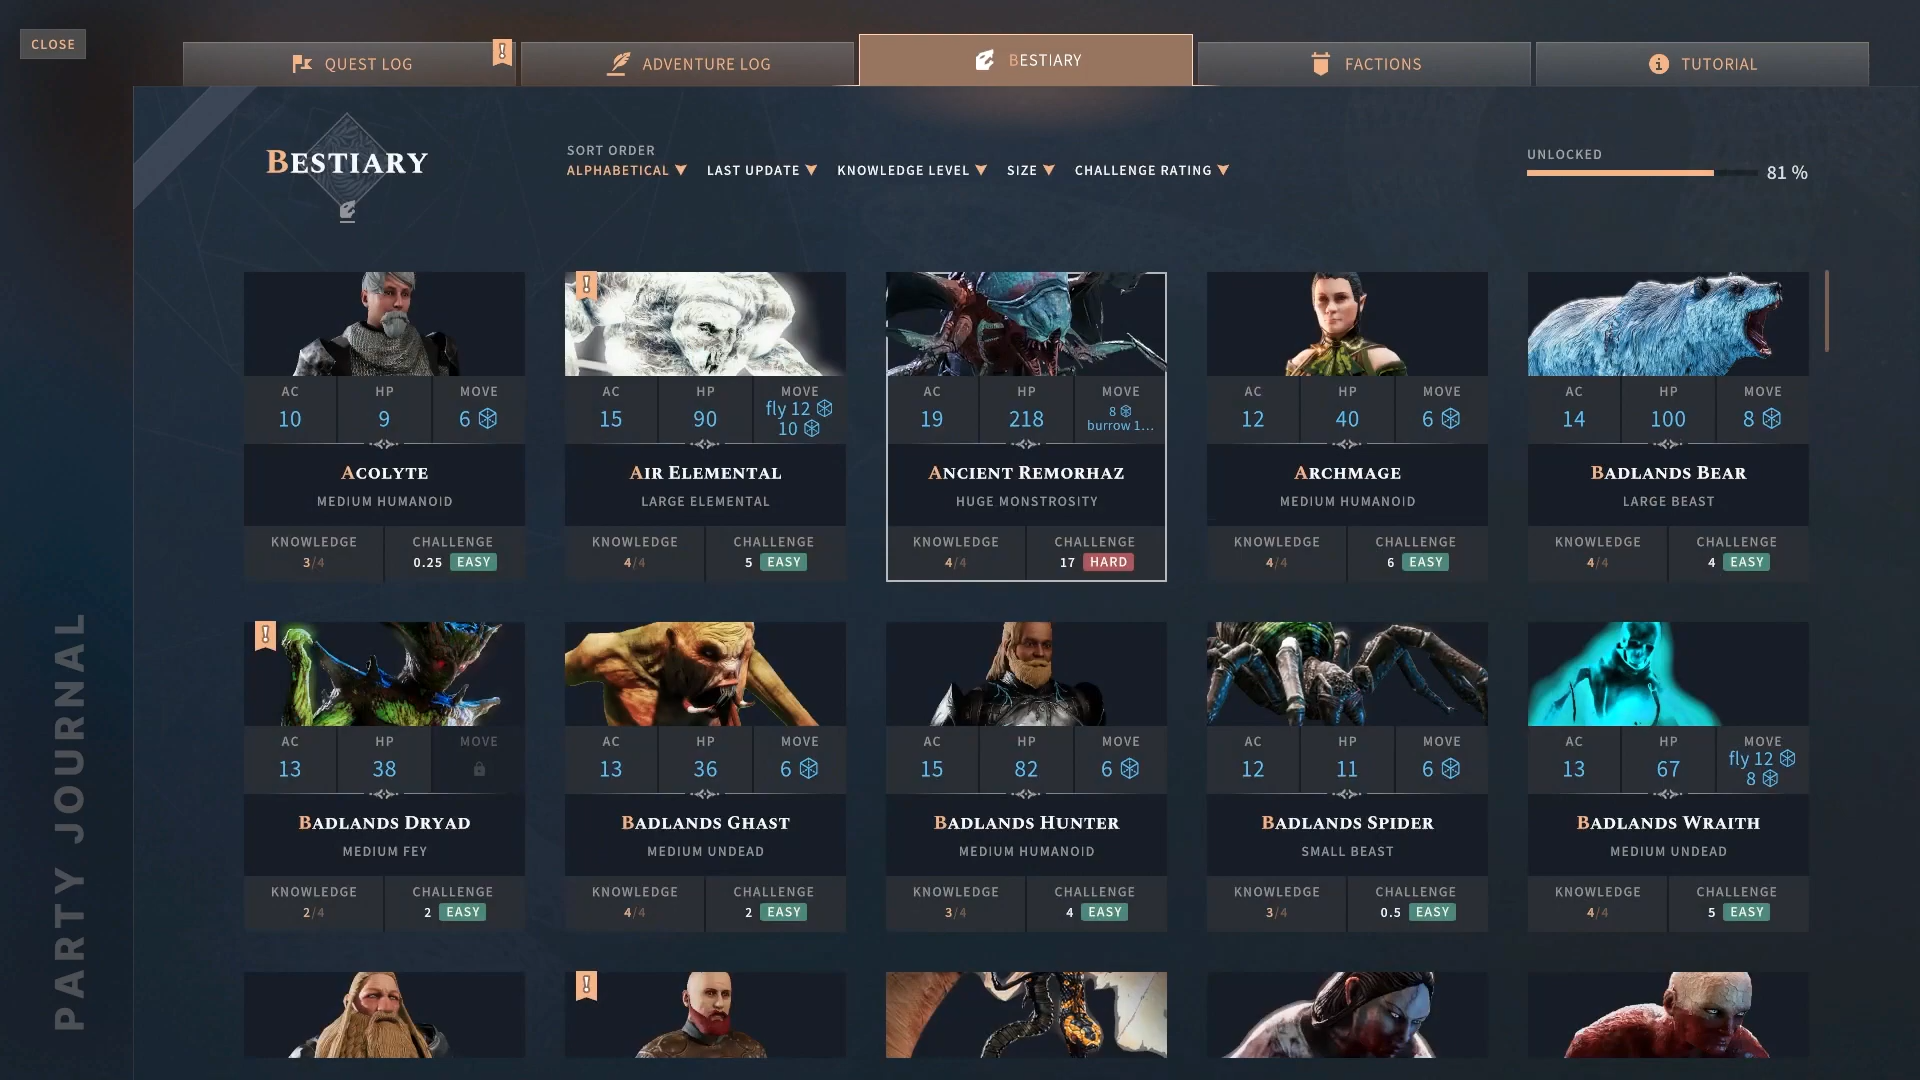 CLOSE
QUEST LOG
ADVENTURE LOG
BESTIARY
FACTIONS
TUTORIAL
BESTIARY
SORT ORDER
ALPHABETICAL
LAST UPDATE
KNOWLEDGE LEVEL
SIZE
CHALLENGE RATING
UNLOCKED
81 %
AC HP MOVE
10 9 6
ACOLYTE
MEDIUM HUMANOID
KNOWLEDGE CHALLENGE
3/4 0.25 EASY
AC HP MOVE
15 90 fly 12
10
AIR ELEMENTAL
LARGE ELEMENTAL
KNOWLEDGE CHALLENGE
4/4 5 EASY
AC HP MOVE
19 218 8
burrow 1...
ANCIENT REMORHAZ
HUGE MONSTROSITY
KNOWLEDGE CHALLENGE
4/4 17 HARD
AC HP MOVE
12 40 6
ARCHMAGE
MEDIUM HUMANOID
KNOWLEDGE CHALLENGE
4/4 6 EASY
AC HP MOVE
14 100 8
BADLANDS BEAR
LARGE BEAST
KNOWLEDGE CHALLENGE
4/4 4 EASY
AC HP MOVE
13 38
BADLANDS DRYAD
MEDIUM FEY
KNOWLEDGE CHALLENGE
2/4 2 EASY
AC HP MOVE
13 36 6
BADLANDS GHAST
MEDIUM UNDEAD
KNOWLEDGE CHALLENGE
4/4 2 EASY
AC HP MOVE
15 82 6
BADLANDS HUNTER
MEDIUM HUMANOID
KNOWLEDGE CHALLENGE
3/4 4 EASY
AC HP MOVE
12 11 6
BADLANDS SPIDER
SMALL BEAST
KNOWLEDGE CHALLENGE
3/4 0.5 EASY
AC HP MOVE
13 67 fly 12
8
BADLANDS WRAITH
MEDIUM UNDEAD
KNOWLEDGE CHALLENGE
4/4 5 EASY
PARTY JOURNAL